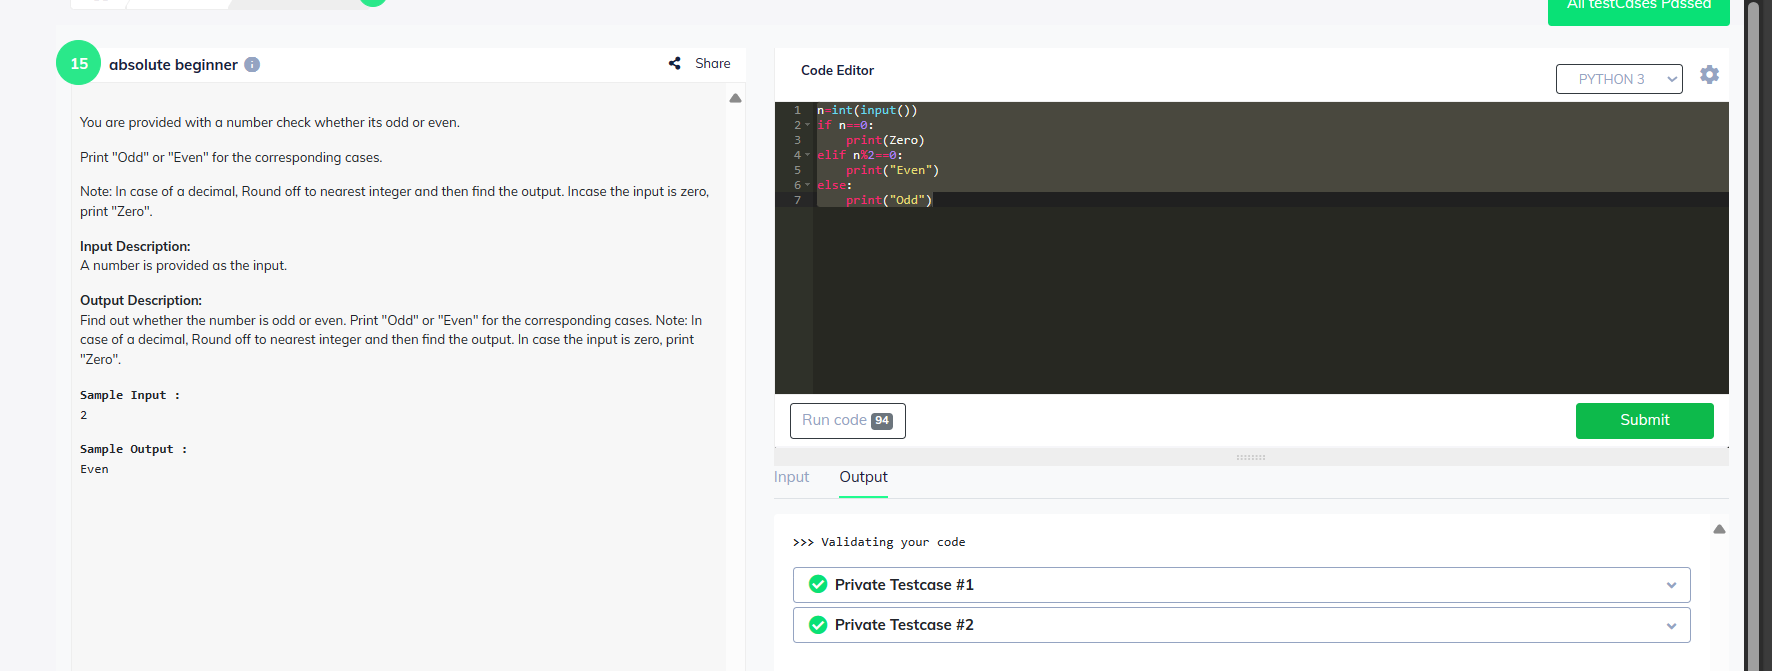 All testCases Passed
15 absolute beginner
Share
You are provided with a number check whether its odd or even.
Print "Odd" or "Even" for the corresponding cases.
Note: In case of a decimal, Round off to nearest integer and then find the output. Incase the input is zero,
print "Zero".
Input Description:
A number is provided as the input.
Output Description:
Find out whether the number is odd or even. Print "Odd" or "Even" for the corresponding cases. Note: In
case of a decimal, Round off to nearest integer and then find the output. In case the input is zero, print
"Zero".
Sample Input :
2
Sample Output :
Even
Code Editor
PYTHON 3
1 n=int(input())
2 if n==0:
3     print(Zero)
4 elif n%2==0:
5     print("Even")
6 else:
7     print("Odd")
Run code 94
Submit
Input Output
>>> Validating your code
Private Testcase #1
Private Testcase #2